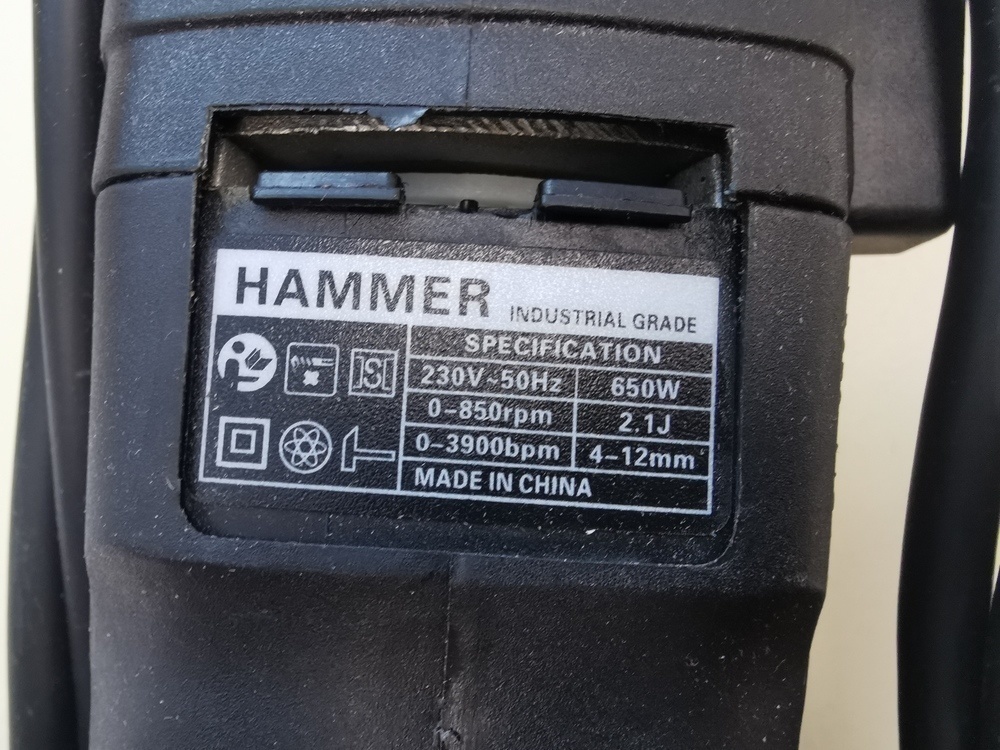 HAMMER INDUSTRIAL GRADE
SPECIFICATION
230V~50Hz 650W
0-850rpm 2.1J
0-3900bpm 4-12mm
MADE IN CHINA
S